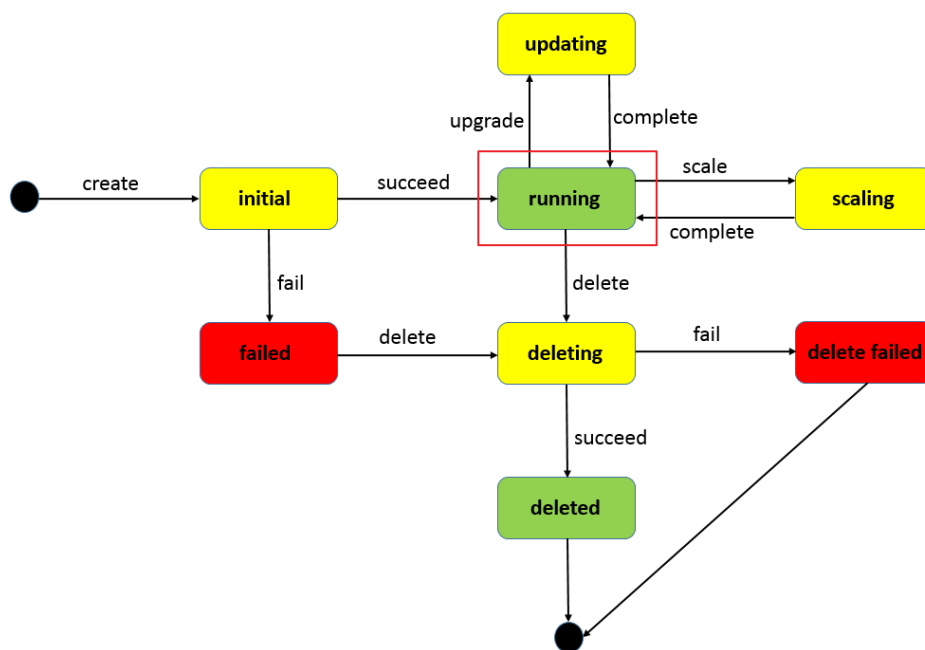 updating
upgrade
complete
create
initial
succeed
running
scale
scaling
complete
fail
delete
failed
delete
deleting
fail
delete failed
succeed
deleted